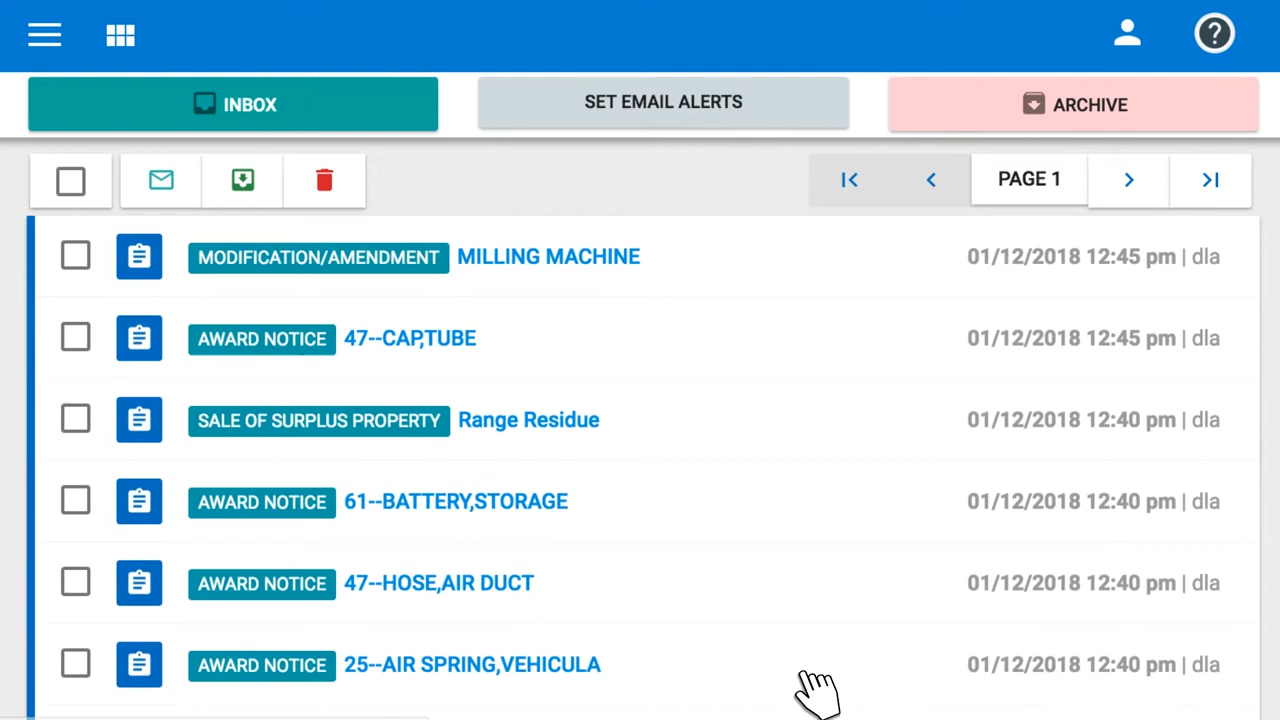 INBOX
SET EMAIL ALERTS
ARCHIVE
PAGE 1
MODIFICATION/AMENDMENT MILLING MACHINE 01/12/2018 12:45 pm | dla
AWARD NOTICE 47--CAP,TUBE 01/12/2018 12:45 pm | dla
SALE OF SURPLUS PROPERTY Range Residue 01/12/2018 12:40 pm | dla
AWARD NOTICE 61--BATTERY,STORAGE 01/12/2018 12:40 pm | dla
AWARD NOTICE 47--HOSE,AIR DUCT 01/12/2018 12:40 pm | dla
AWARD NOTICE 25--AIR SPRING,VEHICULA 01/12/2018 12:40 pm | dla